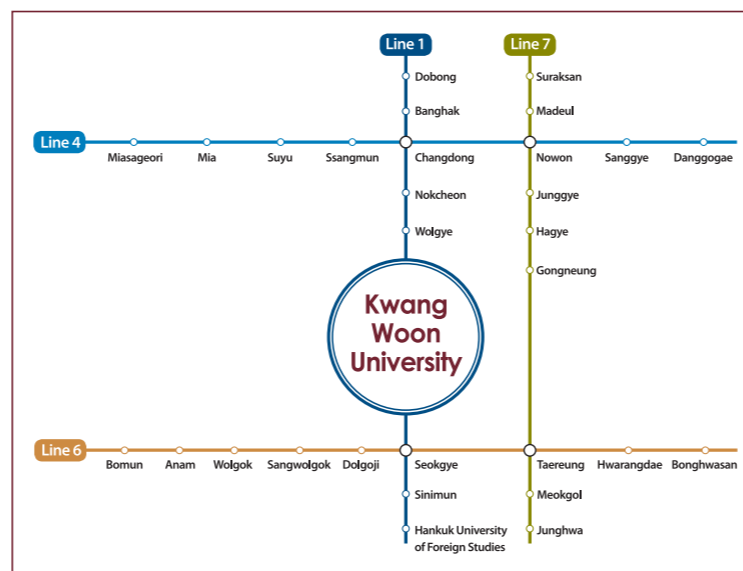 Line 1
Line 7
Dobong
Suraksan
Banghak
Madeul
Line 4
Miasageori
Mia
Suyu
Ssangmun
Changdong
Nowon
Sanggye
Danggogae
Nokcheon
Junggye
Wolgye
Hagye
Gongneung
Kwang
Woon
University
Line 6
Bomun
Anam
Wolgok
Sangwolgok
Dolgoji
Seokgye
Taereung
Hwarangdae
Bonghwasan
Sinimun
Meokgol
Hankuk University
of Foreign Studies
Junghwa